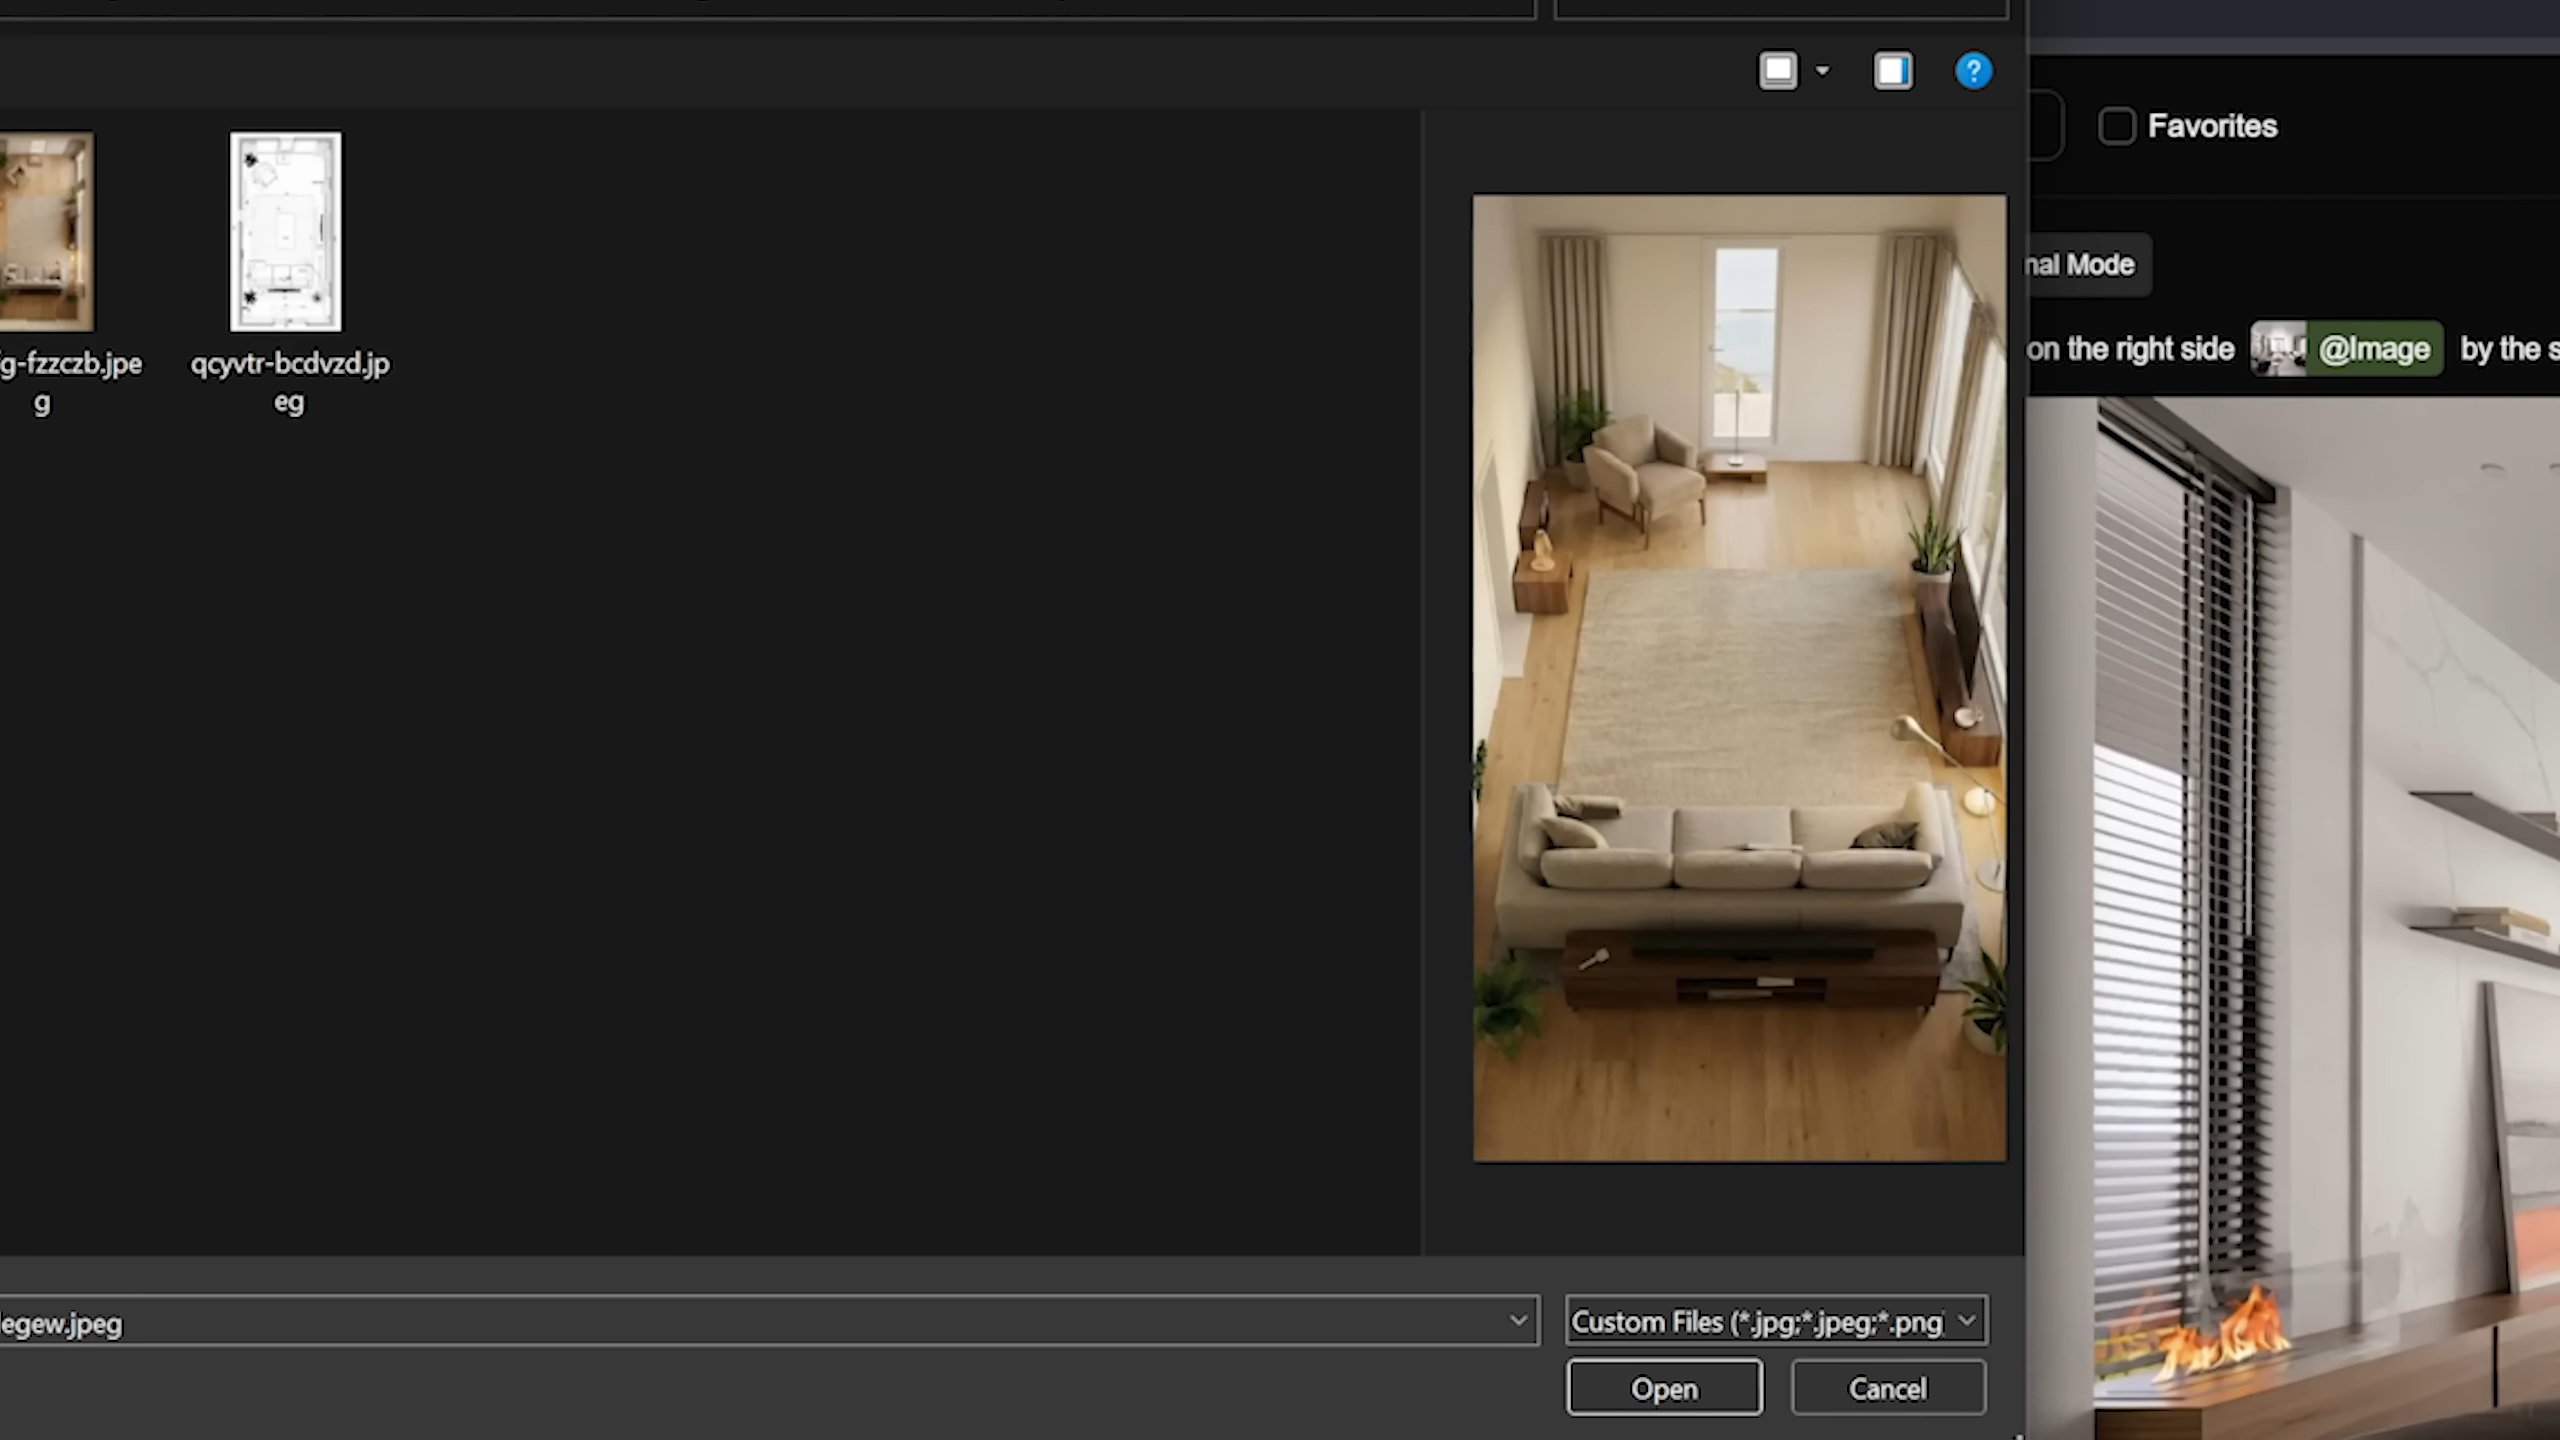 ?
Favorites
nal Mode
on the right side @Image by the s
g-fzzczb.jpe
g
qcyvtr-bcdvzd.jp
eg
egew.jpeg
Custom Files (*.jpg;*.jpeg;*.png
Open
Cancel